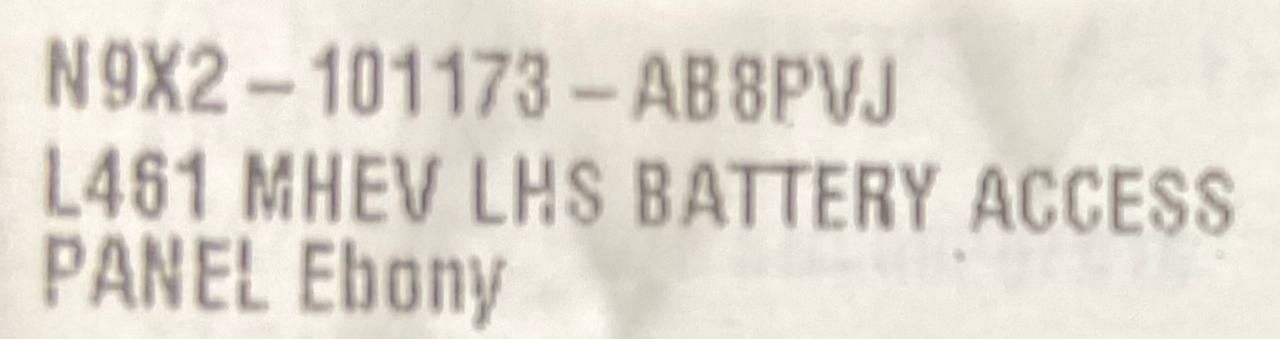 N9X2-101173-AB8PVJ
L461 MHEV LHS BATTERY ACCESS
PANEL Ebony